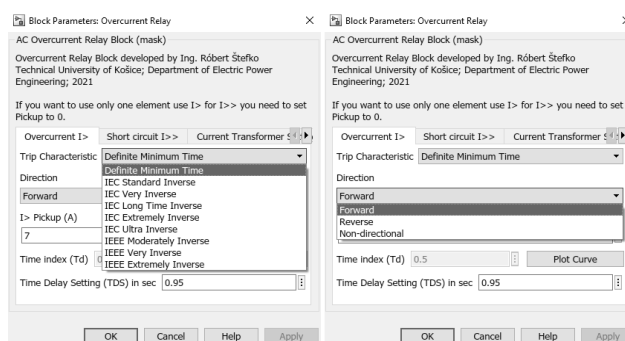 Block Parameters: Overcurrent Relay
AC Overcurrent Relay Block (mask)
Overcurrent Relay Block developed by Ing. Róbert Štefko
Technical University of Košice; Department of Electric Power
Engineering; 2021
If you want to use only one element use I> for I>> you need to set
Pickup to 0.
Overcurrent I> Short circuit I>> Current Transformer
Trip Characteristic Definite Minimum Time
Definite Minimum Time
IEC Standard Inverse
Direction
IEC Very Inverse
Forward
IEC Long Time Inverse
IEC Extremely Inverse
I> Pickup (A)
IEC Ultra Inverse
7
IEEE Moderately Inverse
IEEE Very Inverse
Time index (Td)
IEEE Extremely Inverse
Time Delay Setting (TDS) in sec 0.95
OK Cancel Help Apply
Block Parameters: Overcurrent Relay
AC Overcurrent Relay Block (mask)
Overcurrent Relay Block developed by Ing. Róbert Štefko
Technical University of Košice; Department of Electric Power
Engineering; 2021
If you want to use only one element use I> for I>> you need to set
Pickup to 0.
Overcurrent I> Short circuit I>> Current Transformer
Trip Characteristic Definite Minimum Time
Direction
Forward
Forward
Reverse
Non-directional
Time index (Td) 0.5 Plot Curve
Time Delay Setting (TDS) in sec 0.95
OK Cancel Help Apply